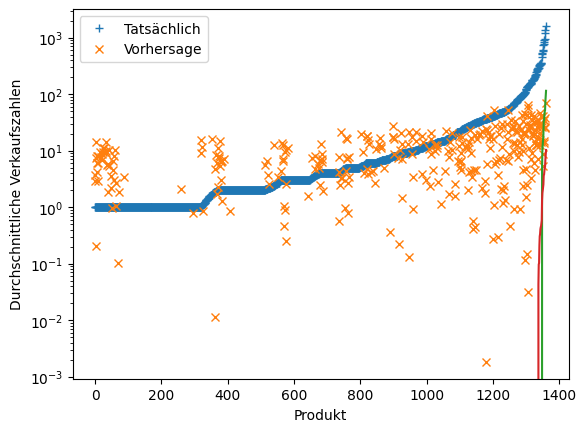 Tatsächlich
Vorhersage
Durchschnittliche Verkaufszahlen
10³
10²
10¹
10⁰
10⁻¹
10⁻²
10⁻³
0 200 400 600 800 1000 1200 1400
Produkt